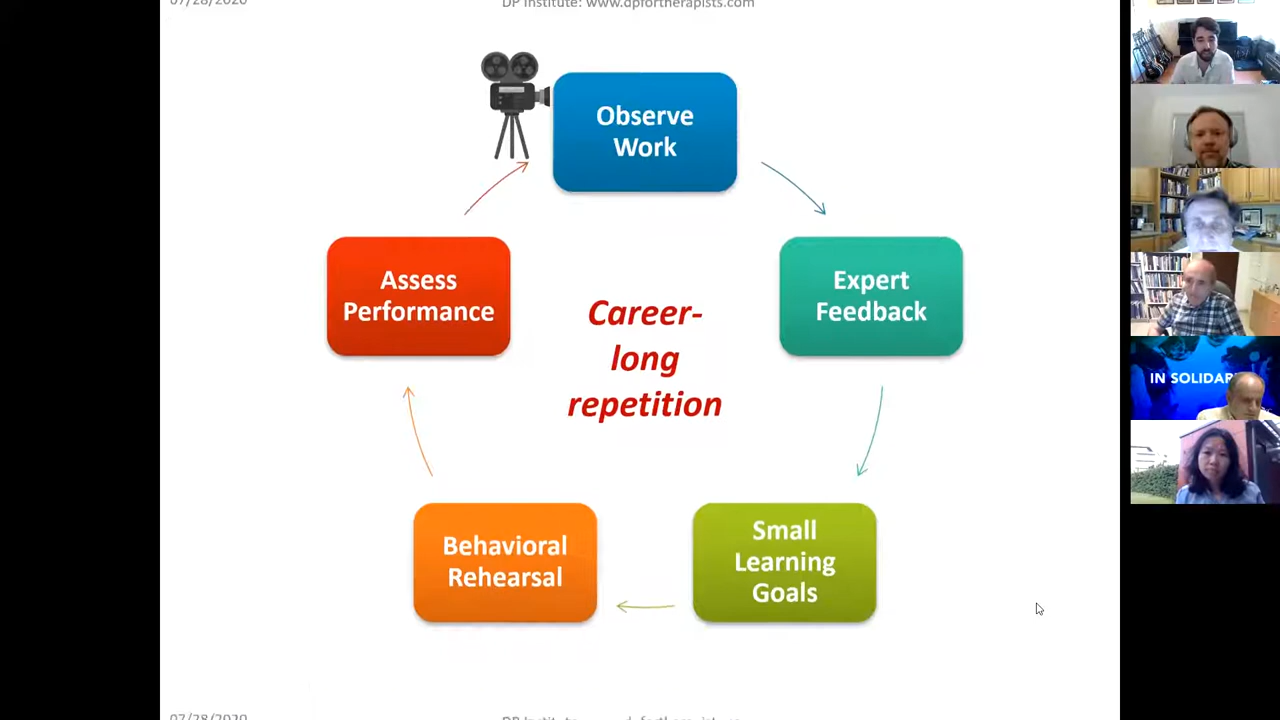 07/28/2020
DP Institute: www.dpfortherapists.com
Observe
Work
Expert
Feedback
Small
Learning
Goals
Behavioral
Rehearsal
Assess
Performance
Career-
long
repetition
IN SOLIDAR
07/28/2020